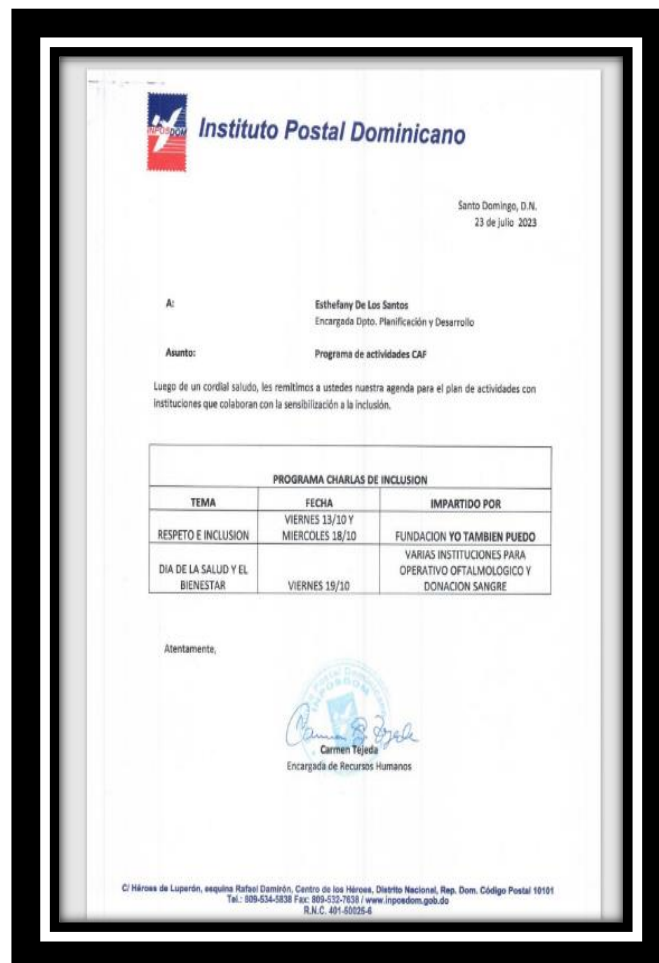 INPOSDOM
Instituto Postal Dominicano
Santo Domingo, D.N.
23 de julio 2023
A:
Esthefany De Los Santos
Encargada Dpto. Planificación y Desarrollo
Asunto:
Programa de actividades CAF
Luego de un cordial saludo, les remitimos a ustedes nuestra agenda para el plan de actividades con
instituciones que colaboran con la sensibilización a la inclusión.
PROGRAMA CHARLAS DE INCLUSION
TEMA FECHA IMPARTIDO POR
RESPETO E INCLUSION
VIERNES 13/10 Y
MIERCOLES 18/10
FUNDACION YO TAMBIEN PUEDO
DIA DE LA SALUD Y EL
BIENESTAR
VIERNES 19/10
VARIAS INSTITUCIONES PARA
OPERATIVO OFTALMOLOGICO Y
DONACION SANGRE
Atentamente,
Postal Dominicano
INPOSDOM
Carmen Tejeda
Encargada de Recursos Humanos
C/ Héroes de Luperón, esquina Rafael Damirón, Centro de los Héroes, Distrito Nacional, Rep. Dom. Código Postal 10101
Tel.: 809-534-5838 Fax: 809-532-7638 / www.inposdom.gob.do
R.N.C. 401-50025-6